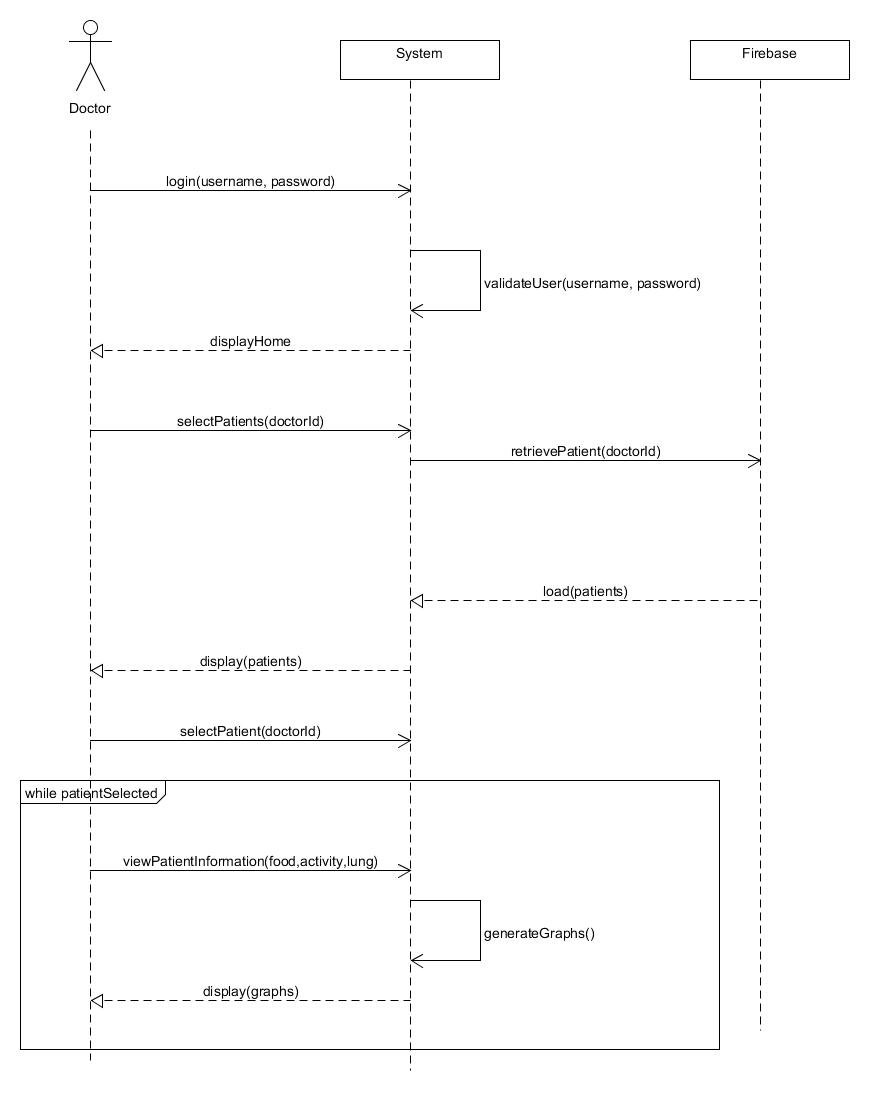 System
Firebase
Doctor
login(username, password)
validateUser(username, password)
displayHome
selectPatients(doctorId)
retrievePatient(doctorId)
load(patients)
display(patients)
selectPatient(doctorId)
while patientSelected
viewPatientInformation(food,activity,lung)
generateGraphs()
display(graphs)